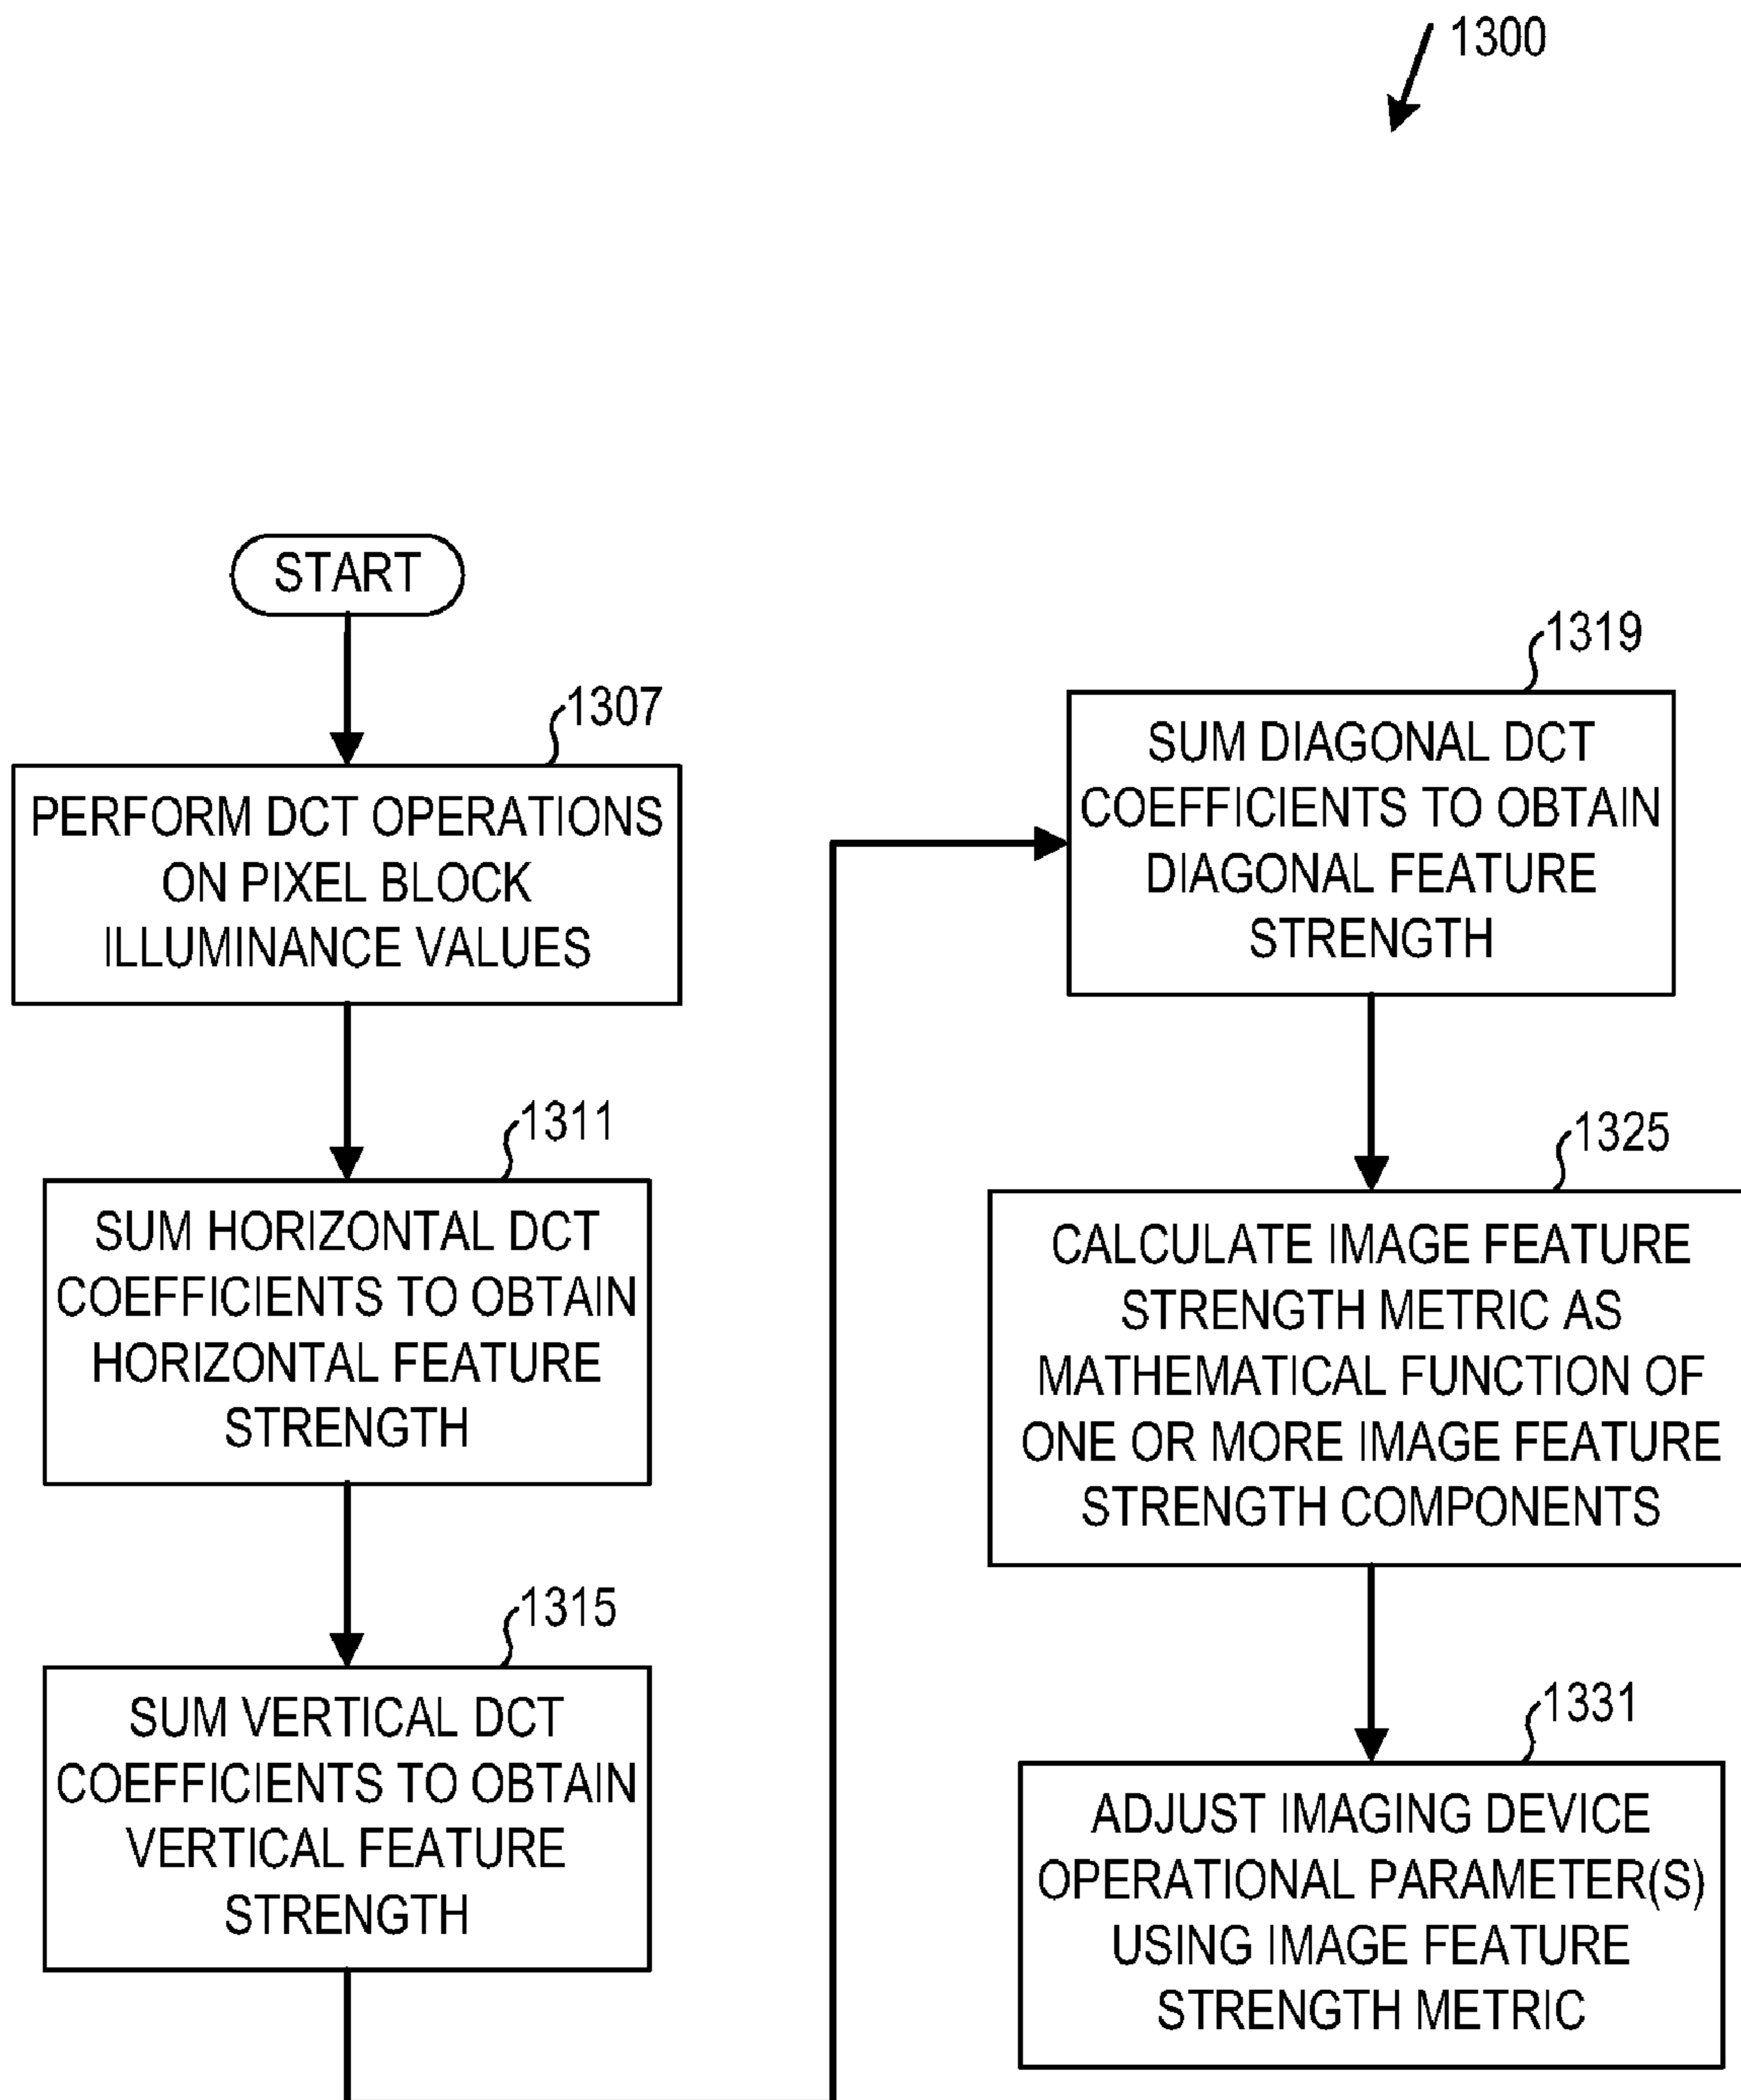 1300
START
1307
PERFORM DCT OPERATIONS
ON PIXEL BLOCK
ILLUMINANCE VALUES
1311
SUM HORIZONTAL DCT
COEFFICIENTS TO OBTAIN
HORIZONTAL FEATURE
STRENGTH
1315
SUM VERTICAL DCT
COEFFICIENTS TO OBTAIN
VERTICAL FEATURE
STRENGTH
1319
SUM DIAGONAL DCT
COEFFICIENTS TO OBTAIN
DIAGONAL FEATURE
STRENGTH
1325
CALCULATE IMAGE FEATURE
STRENGTH METRIC AS
MATHEMATICAL FUNCTION OF
ONE OR MORE IMAGE FEATURE
STRENGTH COMPONENTS
1331
ADJUST IMAGING DEVICE
OPERATIONAL PARAMETER(S)
USING IMAGE FEATURE
STRENGTH METRIC